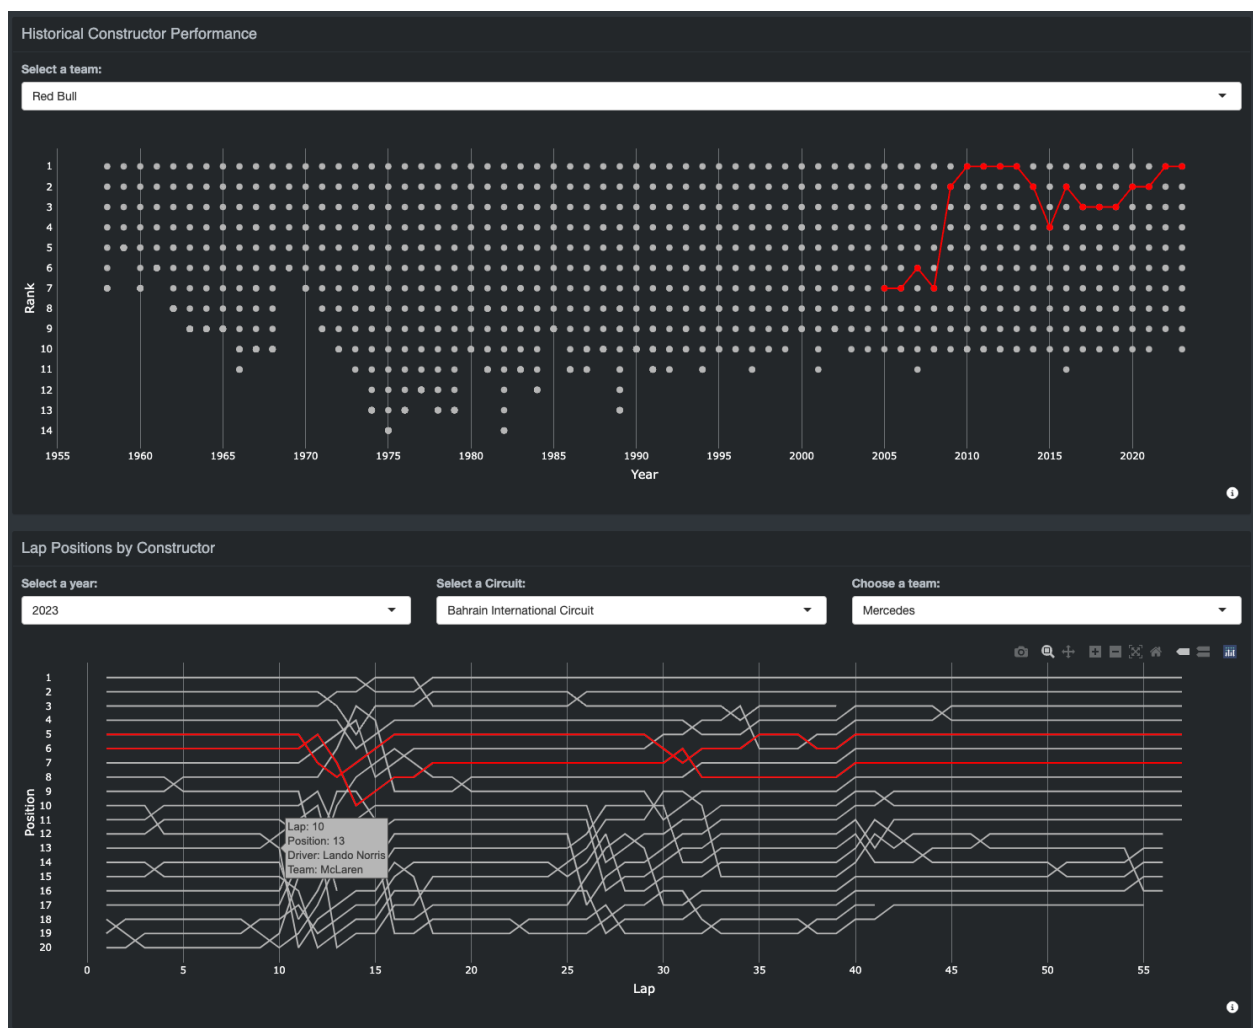 Historical Constructor Performance
Select a team:
Red Bull
Rank
1
2
3
4
5
6
7
8
9
10
11
12
13
14
1955 1960 1965 1970 1975 1980 1985 1990 1995 2000 2005 2010 2015 2020
Year
Lap Positions by Constructor
Select a year: Select a Circuit: Choose a team:
2023 Bahrain International Circuit Mercedes
Position
1
2
3
4
5
6
7
8
9
10
11
12
13
14
15
16
17
18
19
20
Lap: 10
Position: 13
Driver: Lando Norris
Team: McLaren
0 5 10 15 20 25 30 35 40 45 50 55
Lap